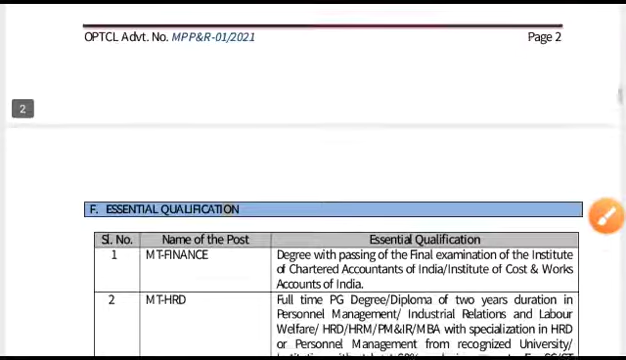 OPTCL Advt. No. MPP&R-01/2021 Page 2
2
F. ESSENTIAL QUALIFICATION
Sl. No. Name of the Post Essential Qualification
1 MT-FINANCE Degree with passing of the Final examination of the Institute
of Chartered Accountants of India/Institute of Cost & Works
Accounts of India.
2 MT-HRD Full time PG Degree/Diploma of two years duration in
Personnel Management/ Industrial Relations and Labour
Welfare/ HRD/HRM/PM&IR/MBA with specialization in HRD
or Personnel Management from recognized University/